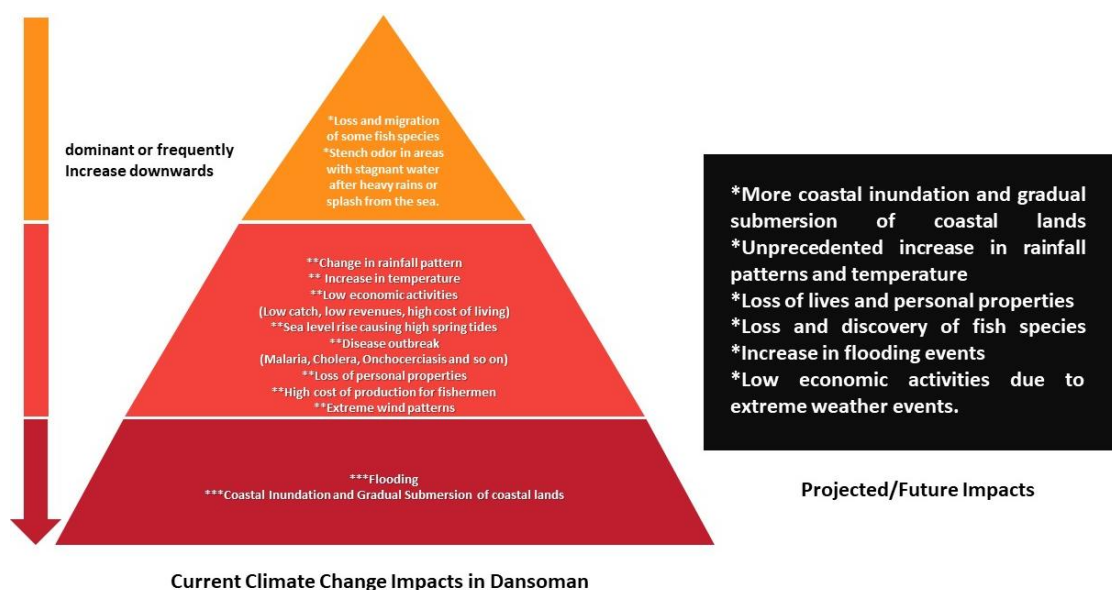 dominant or frequently
Increase downwards
*Loss and migration
of some fish species
*Stench odor in areas
with stagnant water
after heavy rains or
splash from the sea.
**Change in rainfall pattern
** Increase in temperature
**Low economic activities
(Low catch, low revenues, high cost of living)
**Sea level rise causing high spring tides
**Disease outbreak
(Malaria, Cholera, Onchocerciasis and so on)
**Loss of personal properties
**High cost of production for fishermen
**Extreme wind patterns
***Flooding
***Coastal Inundation and Gradual Submersion of coastal lands
Current Climate Change Impacts in Dansoman
*More coastal inundation and gradual
submersion of coastal lands
*Unprecedented increase in rainfall
patterns and temperature
*Loss of lives and personal properties
*Loss and discovery of fish species
*Increase in flooding events
*Low economic activities due to
extreme weather events.
Projected/Future Impacts